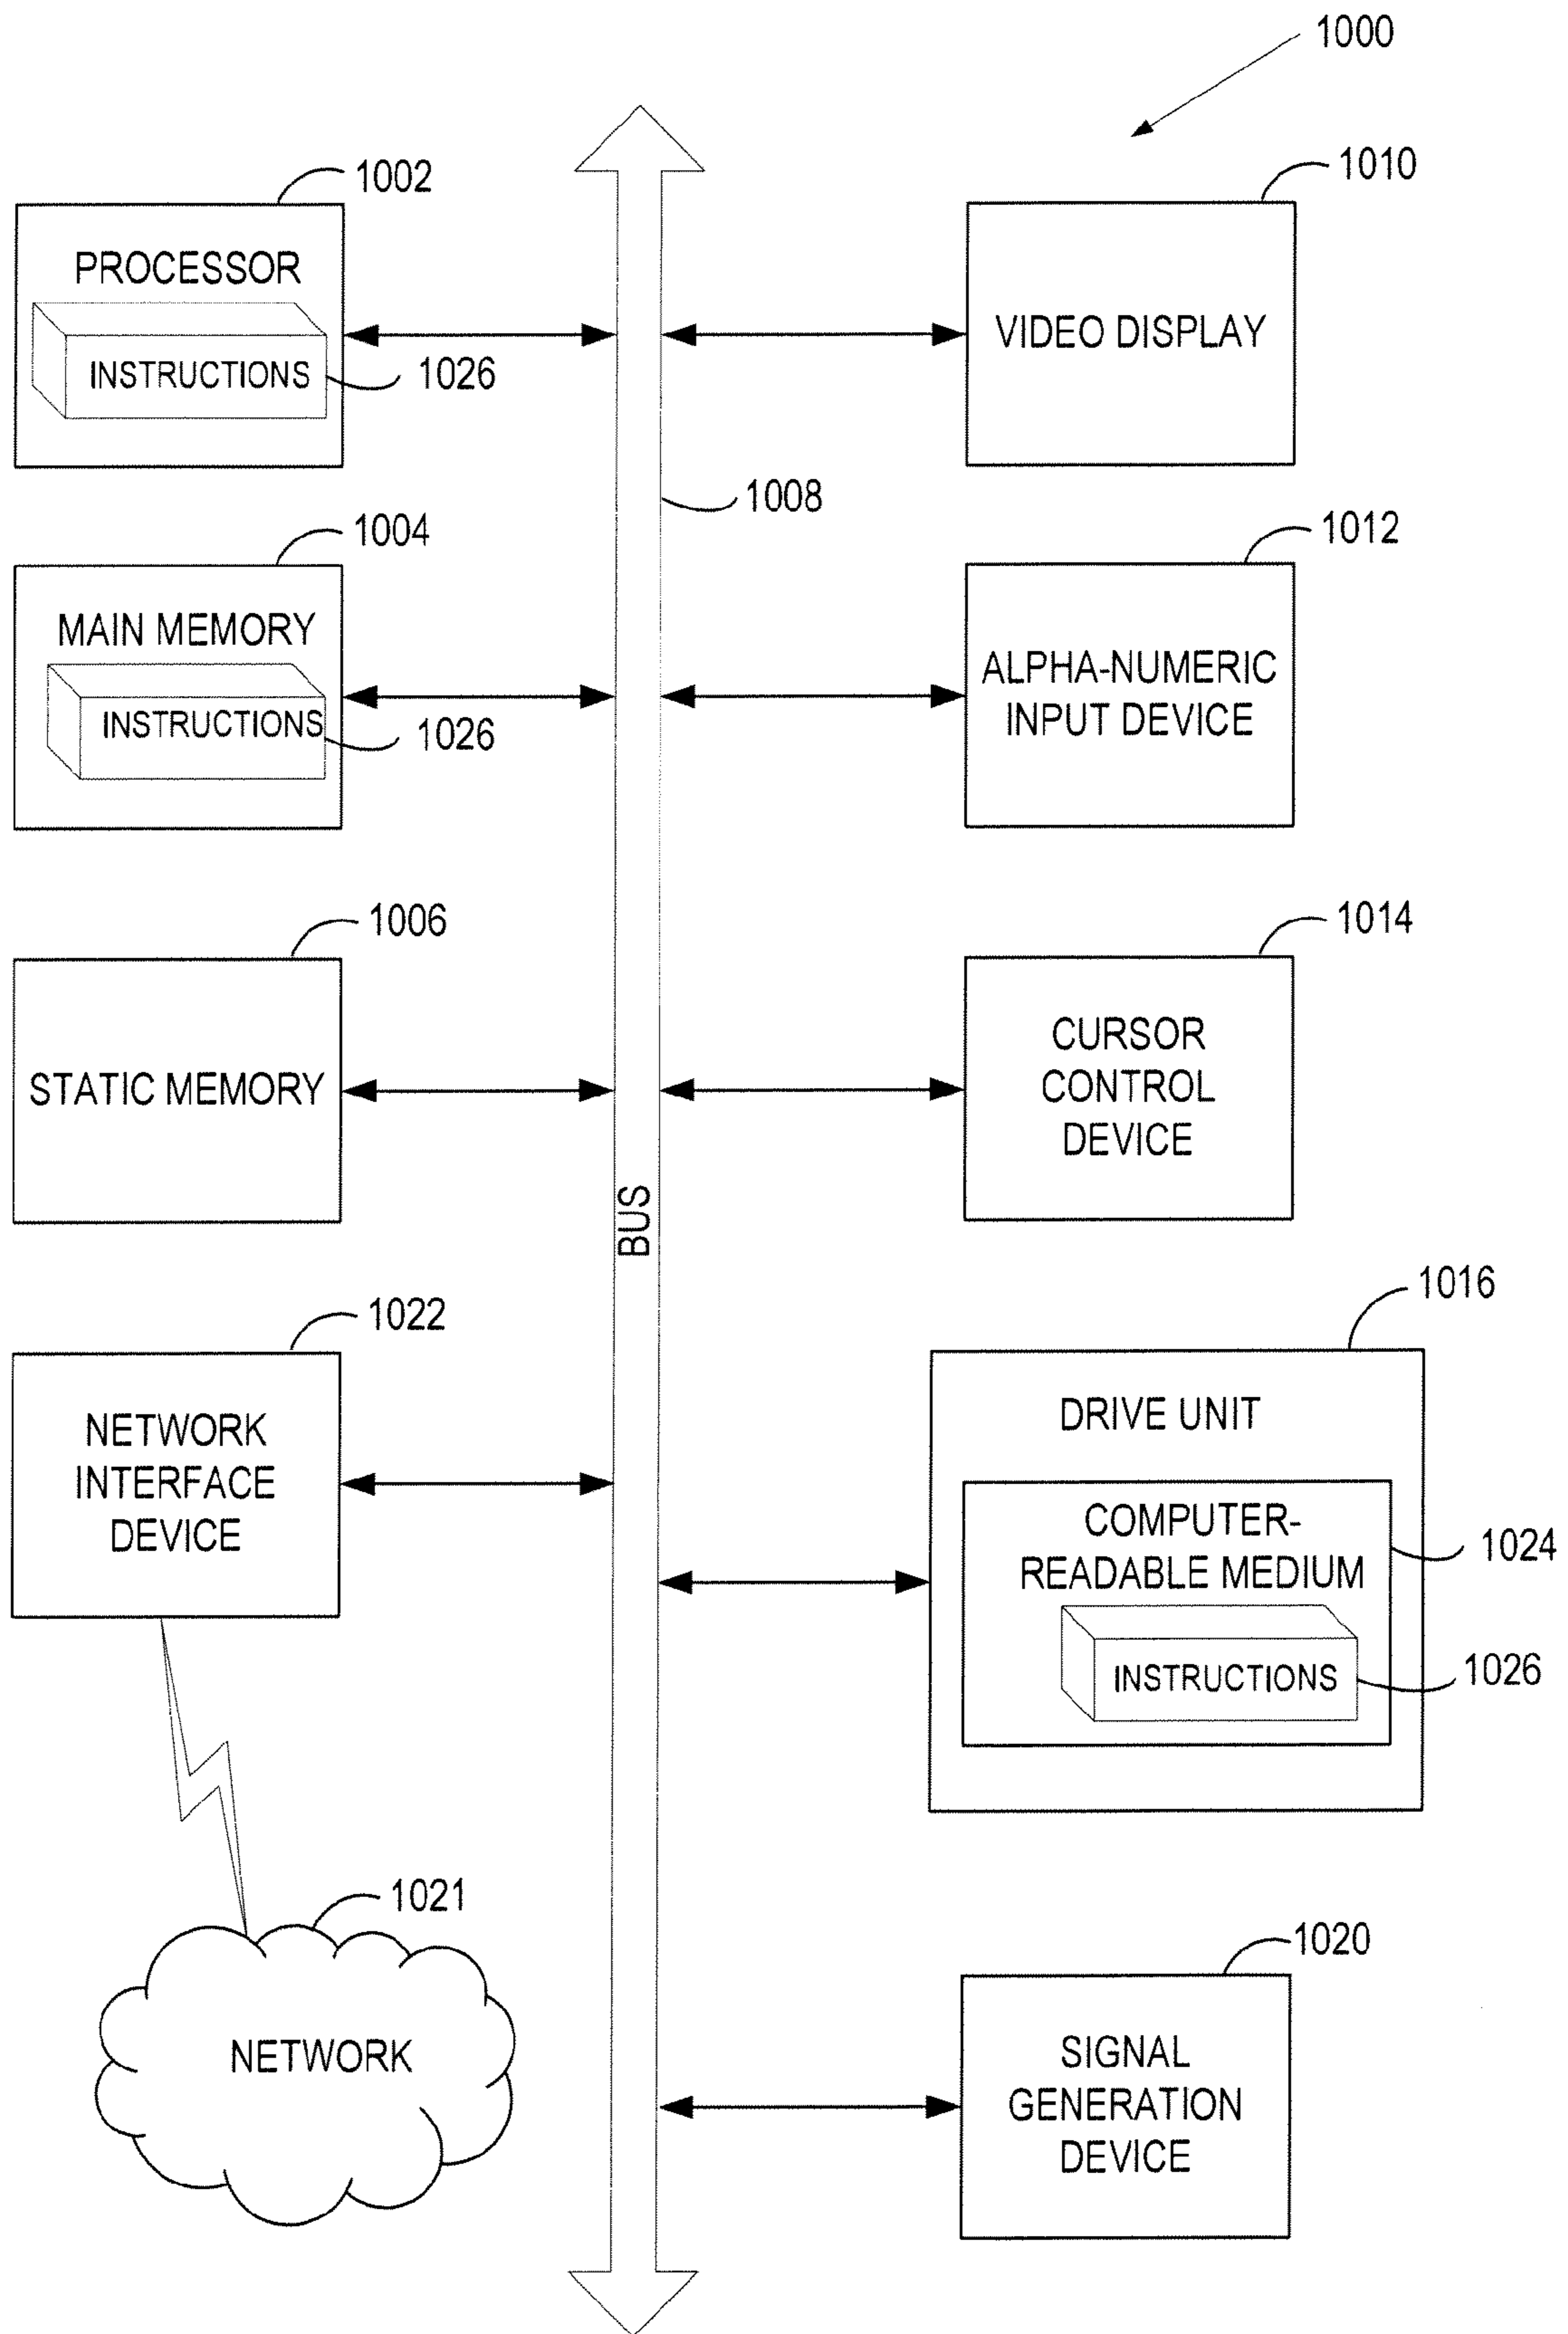 1000
1002
PROCESSOR
INSTRUCTIONS
1026
1004
MAIN MEMORY
INSTRUCTIONS
1026
1006
STATIC MEMORY
1022
NETWORK
INTERFACE
DEVICE
1021
NETWORK
1008
BUS
1010
VIDEO DISPLAY
1012
ALPHA-NUMERIC
INPUT DEVICE
1014
CURSOR
CONTROL
DEVICE
1016
DRIVE UNIT
COMPUTER-
READABLE MEDIUM
1024
INSTRUCTIONS
1026
1020
SIGNAL
GENERATION
DEVICE